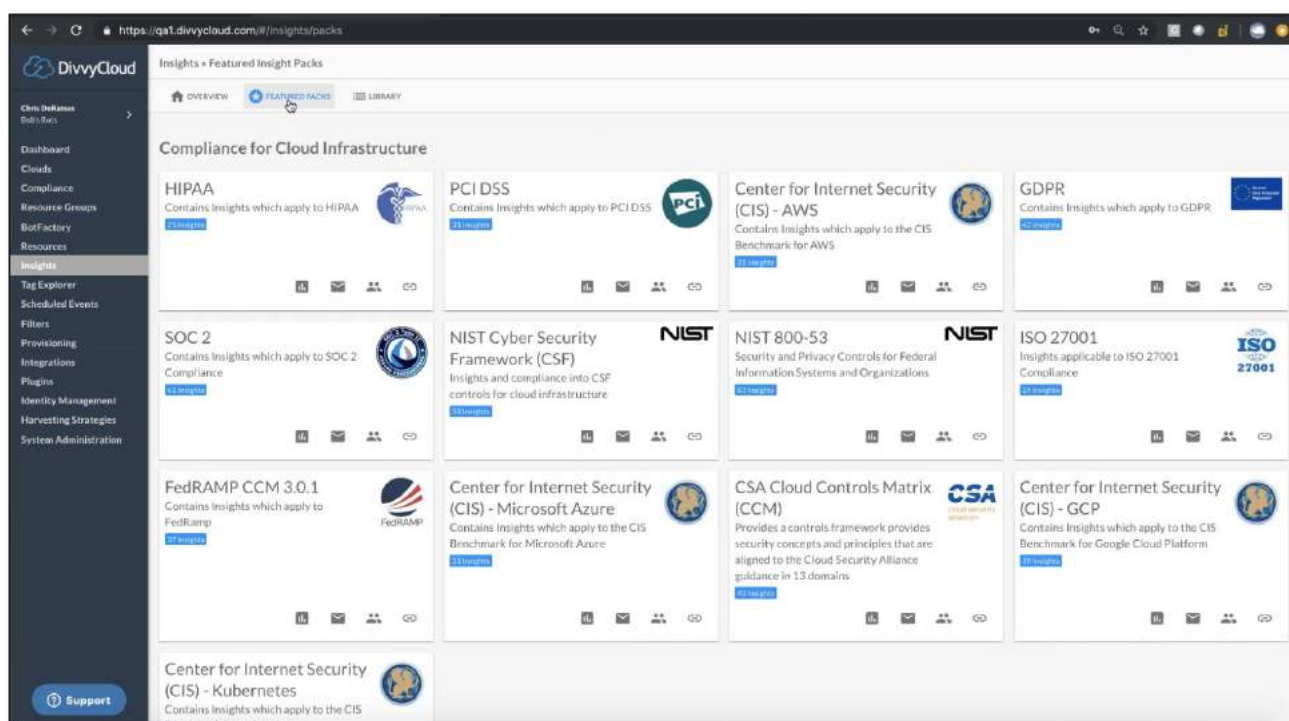 https://qa1.divvycloud.com/#/insights/packs
DivvyCloud
Insights » Featured Insight Packs
OVERVIEW
FEATURED PACKS
LIBRARY
Chris DeRamus
Dashboard
Clouds
Compliance
Resource Groups
BotFactory
Resources
Insights
Tag Explorer
Scheduled Events
Filters
Provisioning
Integrations
Plugins
Identity Management
Harvesting Strategies
System Administration
Support
Compliance for Cloud Infrastructure
HIPAA
Contains Insights which apply to HIPAA
HIPAA
PCI DSS
Contains Insights which apply to PCI DSS
PCI
Center for Internet Security
(CIS) - AWS
Contains Insights which apply to the CIS
Benchmark for AWS
GDPR
Contains Insights which apply to GDPR
SOC 2
Contains Insights which apply to SOC 2
Compliance
NIST Cyber Security
Framework (CSF)
Insights and compliance into CSF
controls for cloud infrastructure
NIST
NIST 800-53
Security and Privacy Controls for Federal
Information Systems and Organizations
NIST
ISO 27001
Insights applicable to ISO 27001
Compliance
ISO
27001
FedRAMP CCM 3.0.1
Contains Insights which apply to
FedRamp
FedRAMP
Center for Internet Security
(CIS) - Microsoft Azure
Contains Insights which apply to the CIS
Benchmark for Microsoft Azure
CSA Cloud Controls Matrix
(CCM)
Provides a controls framework provides
security concepts and principles that are
aligned to the Cloud Security Alliance
guidance in 13 domains
CSA
Center for Internet Security
(CIS) - GCP
Contains Insights which apply to the CIS
Benchmark for Google Cloud Platform
Center for Internet Security
(CIS) - Kubernetes
Contains Insights which apply to the CIS